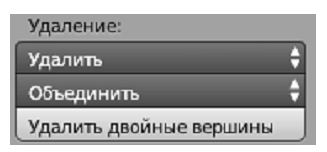 Удаление:
Удалить
Объединить
Удалить двойные вершины